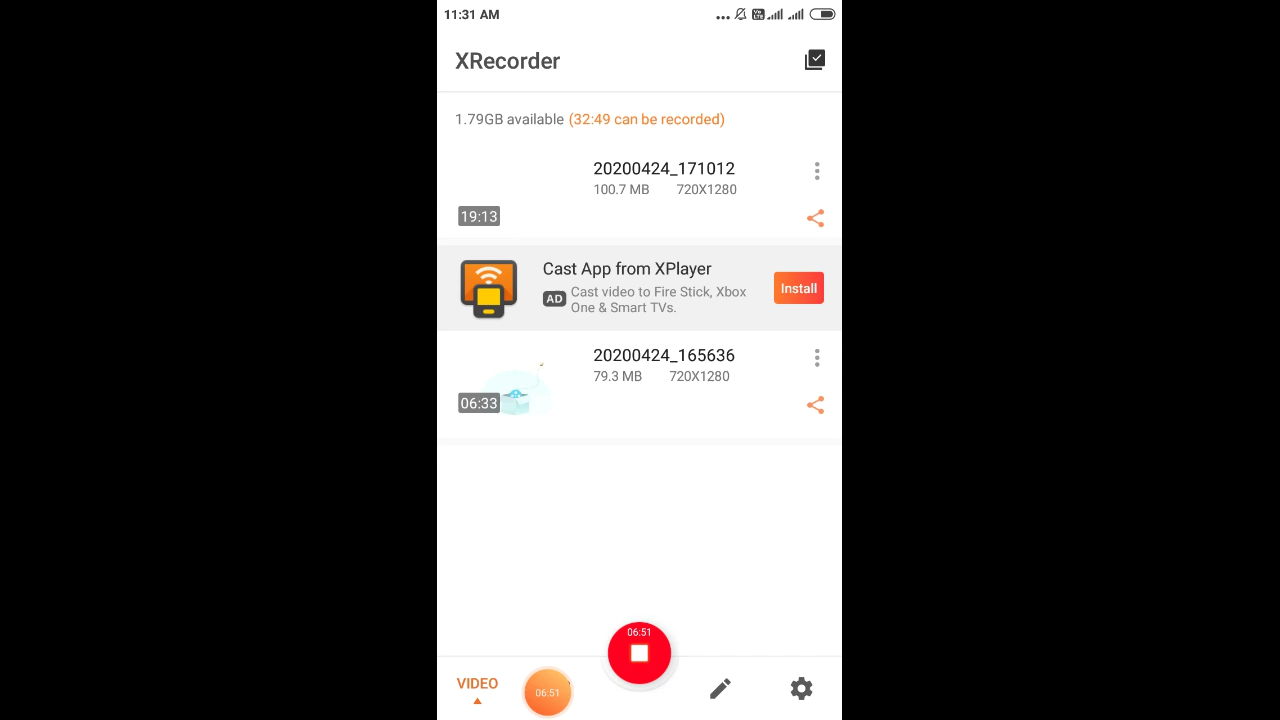 11:31 AM
XRecorder
1.79GB available (32:49 can be recorded)
20200424_171012
100.7 MB 720X1280
19:13
Cast App from XPlayer
AD Cast video to Fire Stick, Xbox
One & Smart TVs.
Install
20200424_165636
79.3 MB 720X1280
06:33
06:51
VIDEO
06:51